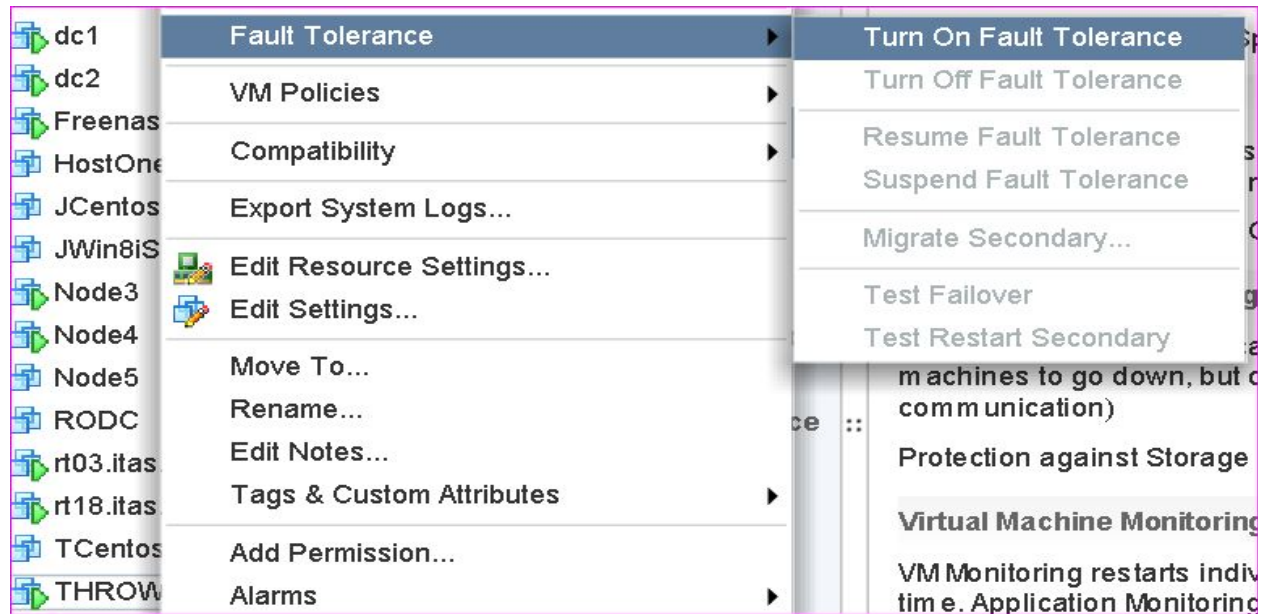 dc1
dc2
Freenas
HostOne
JCentos
JWin8iS
Node3
Node4
Node5
RODC
rt03.itas
rt18.itas
TCentos
THROW
Fault Tolerance
VM Policies
Compatibility
Export System Logs...
Edit Resource Settings...
Edit Settings...
Move To...
Rename...
Edit Notes...
Tags & Custom Attributes
Add Permission...
Alarms
Turn On Fault Tolerance
Turn Off Fault Tolerance
Resume Fault Tolerance
Suspend Fault Tolerance
Migrate Secondary...
Test Failover
Test Restart Secondary
machines to go down, but
communication)
Protection against Storage
Virtual Machine Monitoring
VM Monitoring restarts indiv
time. Application Monitoring